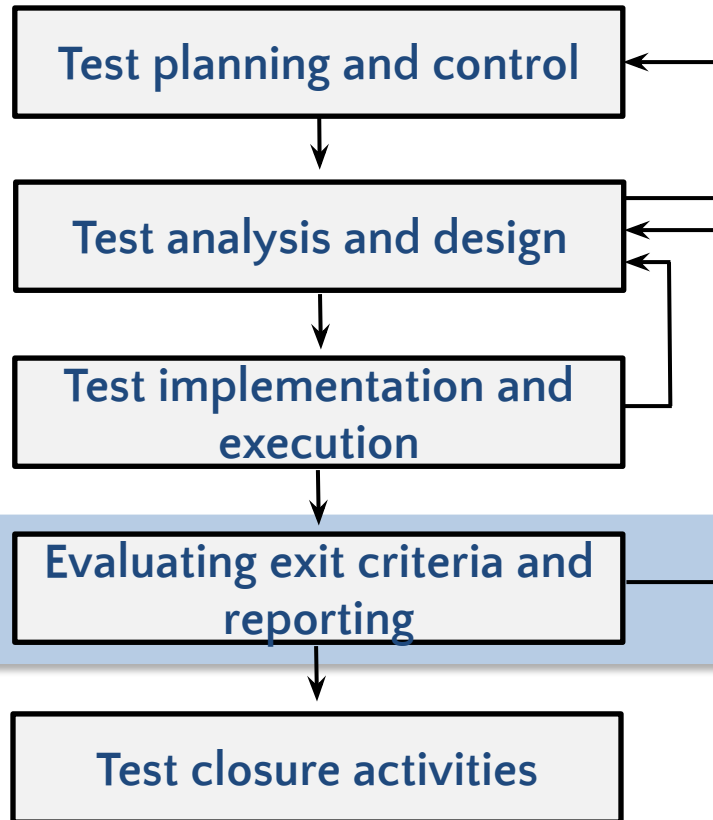 Test planning and control
Test analysis and design
Test implementation and
execution
Evaluating exit criteria and
reporting
Test closure activities